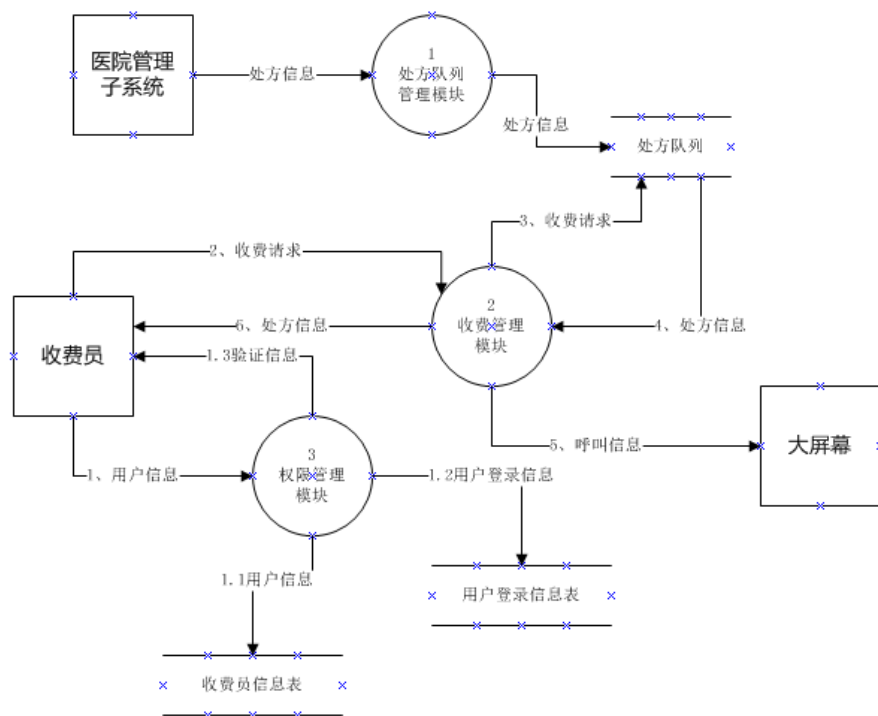 医院管理
子系统
处方信息
1
处方队列
管理模块
处方信息
处方队列
3、收费请求
2、收费请求
2
收费管理
模块
6、处方信息
4、处方信息
收费员
1.3验证信息
5、呼叫信息
大屏幕
3
权限管理
模块
1、用户信息
1.2用户登录信息
1.1用户信息
用户登录信息表
收费员信息表